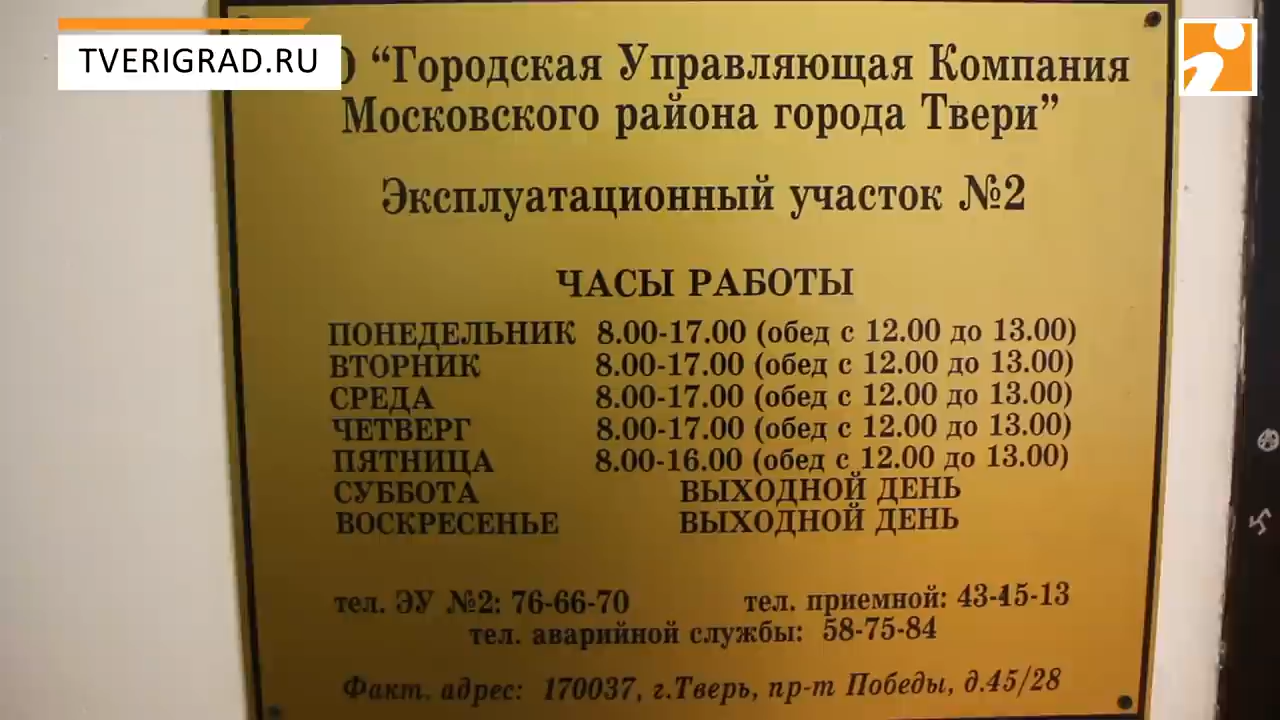 TVERIGRAD.RU
О “Городская Управляющая Компания
Московского района города Твери”
Эксплуатационный участок №2
ЧАСЫ РАБОТЫ
ПОНЕДЕЛЬНИК 8.00-17.00 (обед с 12.00 до 13.00)
ВТОРНИК 8.00-17.00 (обед с 12.00 до 13.00)
СРЕДА 8.00-17.00 (обед с 12.00 до 13.00)
ЧЕТВЕРГ 8.00-17.00 (обед с 12.00 до 13.00)
ПЯТНИЦА 8.00-16.00 (обед с 12.00 до 13.00)
СУББОТА ВЫХОДНОЙ ДЕНЬ
ВОСКРЕСЕНЬЕ ВЫХОДНОЙ ДЕНЬ
тел. ЭУ №2: 76-66-70 тел. приемной: 43-15-13
тел. аварийной службы: 58-75-84
Факт. адрес: 170037, г.Тверь, пр-т Победы, д.45/28